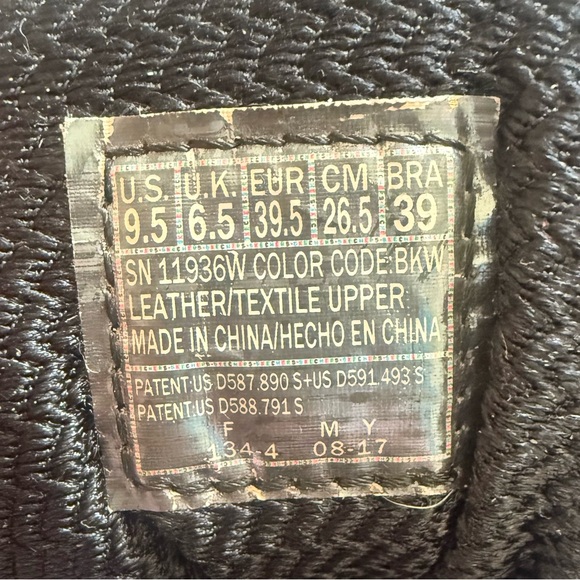 U.S. U.K. EUR CM BRA
9.5 6.5 39.5 26.5 39
SN 11936W COLOR CODE:BKW
LEATHER/TEXTILE UPPER
MADE IN CHINA/HECHO EN CHINA
PATENT:US D587.890 S+US D591.493 S
PATENT:US D588.791 S
F M Y
134-4 08-17